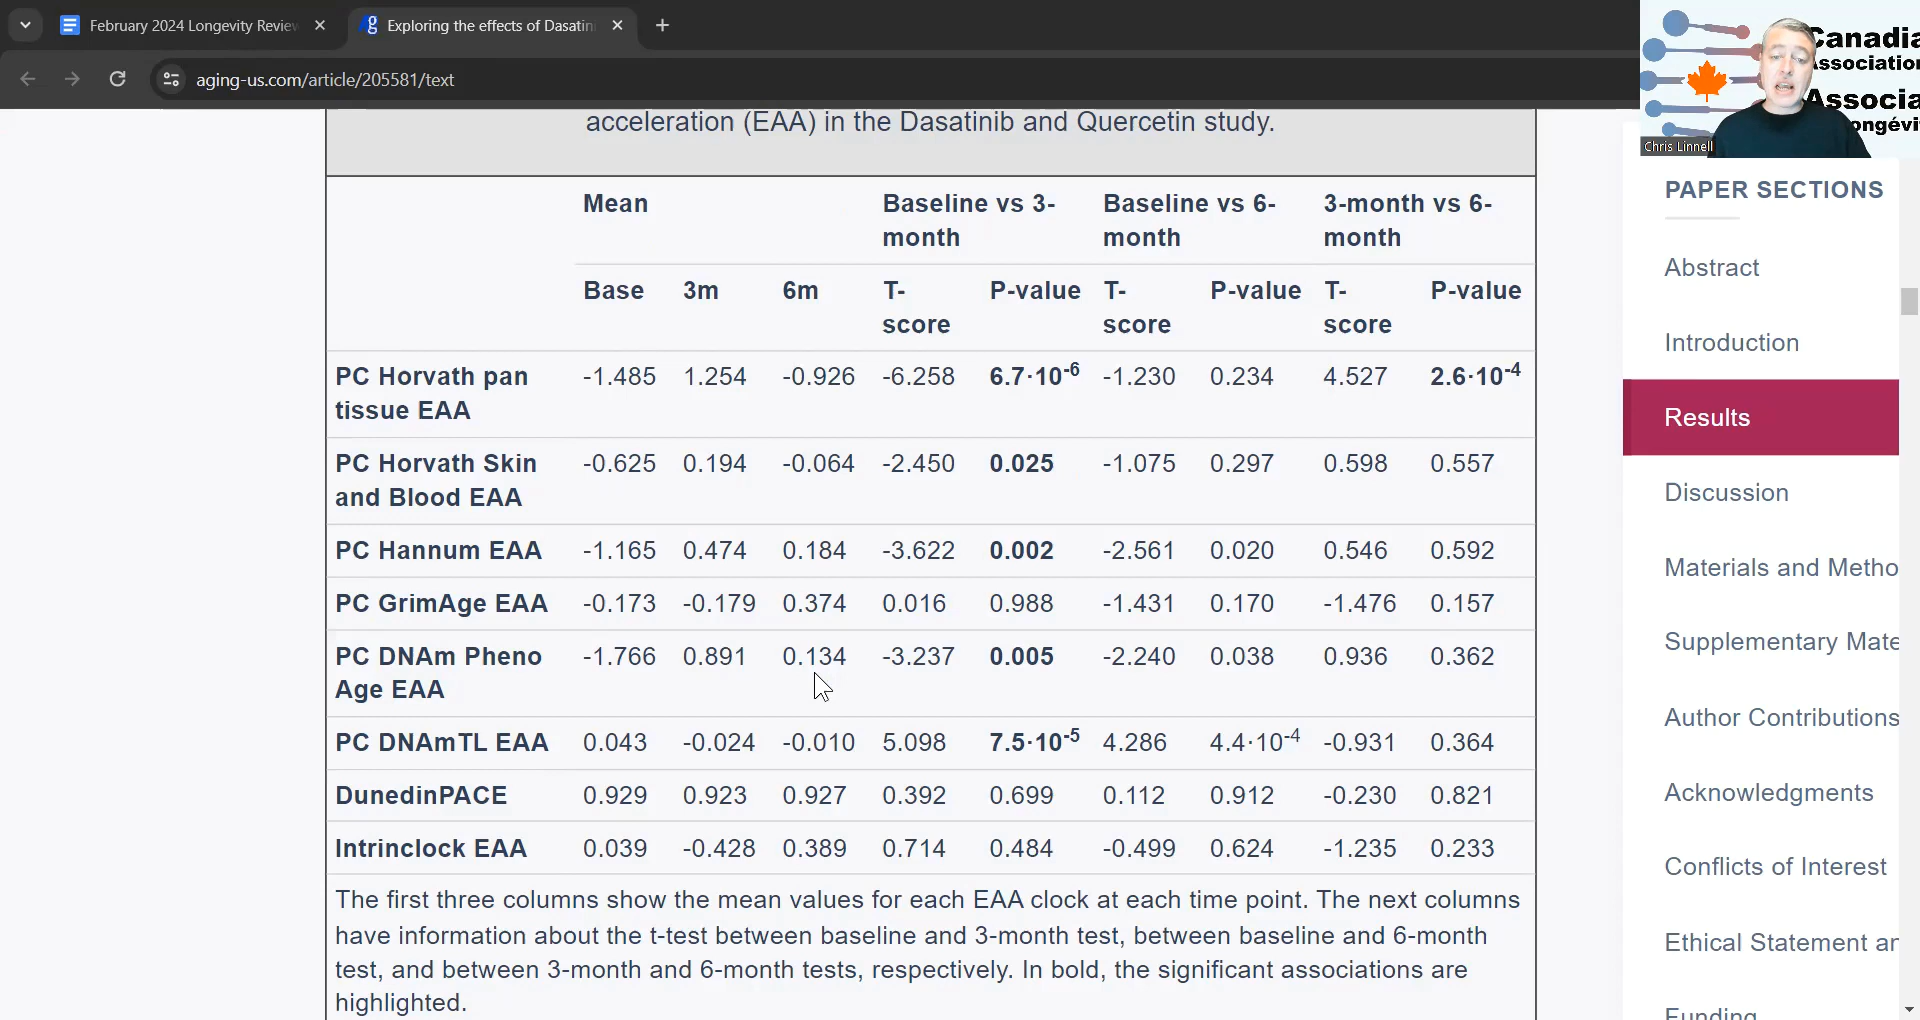 February 2024 Longevity Review
Exploring the effects of Dasatin
aging-us.com/article/205581/text
Canadia
Association
Associa
ongévi
Chris Linnell
acceleration (EAA) in the Dasatinib and Quercetin study.
Mean Baseline vs 3- Baseline vs 6- 3-month vs 6-
month month month
Base 3m 6m T- P-value T- P-value T- P-value
score score score
PC Horvath pan -1.485 1.254 -0.926 -6.258 6.7·10-6 -1.230 0.234 4.527 2.6·10-4
tissue EAA
PC Horvath Skin -0.625 0.194 -0.064 -2.450 0.025 -1.075 0.297 0.598 0.557
and Blood EAA
PC Hannum EAA -1.165 0.474 0.184 -3.622 0.002 -2.561 0.020 0.546 0.592
PC GrimAge EAA -0.173 -0.179 0.374 0.016 0.988 -1.431 0.170 -1.476 0.157
PC DNAm Pheno -1.766 0.891 0.134 -3.237 0.005 -2.240 0.038 0.936 0.362
Age EAA
PC DNAmTL EAA 0.043 -0.024 -0.010 5.098 7.5·10-5 4.286 4.4·10-4 -0.931 0.364
DunedinPACE 0.929 0.923 0.927 0.392 0.699 0.112 0.912 -0.230 0.821
Intrinclock EAA 0.039 -0.428 0.389 0.714 0.484 -0.499 0.624 -1.235 0.233
The first three columns show the mean values for each EAA clock at each time point. The next columns
have information about the t-test between baseline and 3-month test, between baseline and 6-month
test, and between 3-month and 6-month tests, respectively. In bold, the significant associations are
highlighted.
PAPER SECTIONS
Abstract
Introduction
Results
Discussion
Materials and Metho
Supplementary Mate
Author Contributions
Acknowledgments
Conflicts of Interest
Ethical Statement an
Funding